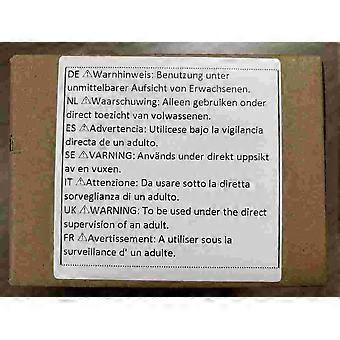 DE ⚠Warnhinweis: Benutzung unter
unmittelbarer Aufsicht von Erwachsenen.
NL ⚠Waarschuwing: Alleen gebruiken onder
direct toezicht van volwassenen.
ES ⚠Advertencia: Utilicese bajo la vigilancia
directa de un adulto.
SE ⚠VARNING: Används under direkt uppsikt
av en vuxen.
IT ⚠Attenzione: Da usare sotto la diretta
sorveglianza di un adulto.
UK ⚠WARNING: To be used under the direct
supervision of an adult.
FR ⚠Avertissement: A utiliser sous la
surveillance d' un adulte.